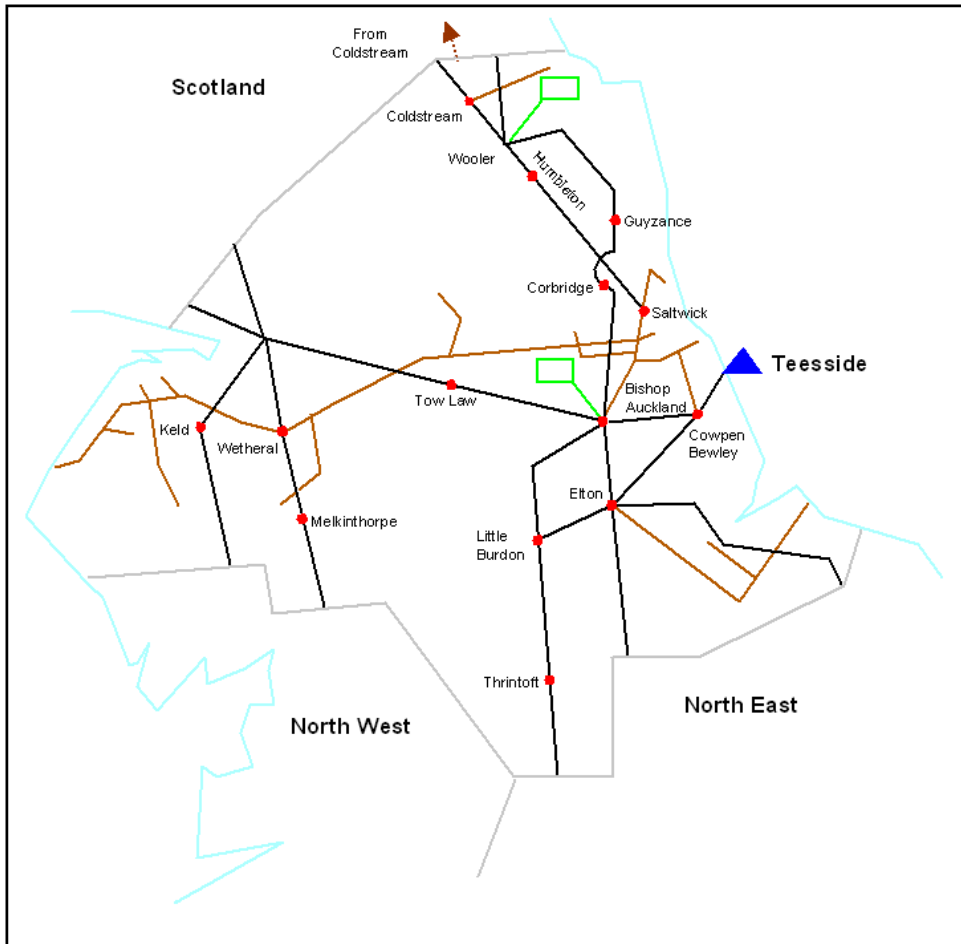 From
Coldstream
Scotland
Coldstream
Wooler
Humbleton
Guyzance
Corbridge
Saltwick
Teesside
Bishop
Auckland
Tow Law
Cowpen
Bewley
Keld
Wetheral
Elton
Melkinthorpe
Little
Burdon
Thrintoft
North East
North West